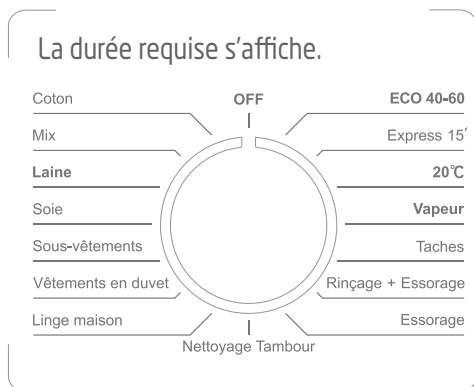 La durée requise s'affiche.
Coton
OFF
ECO 40-60
Mix
Express 15′
Laine
20℃
Soie
Vapeur
Sous-vêtements
Taches
Vêtements en duvet
Rinçage + Essorage
Linge maison
Essorage
Nettoyage Tambour